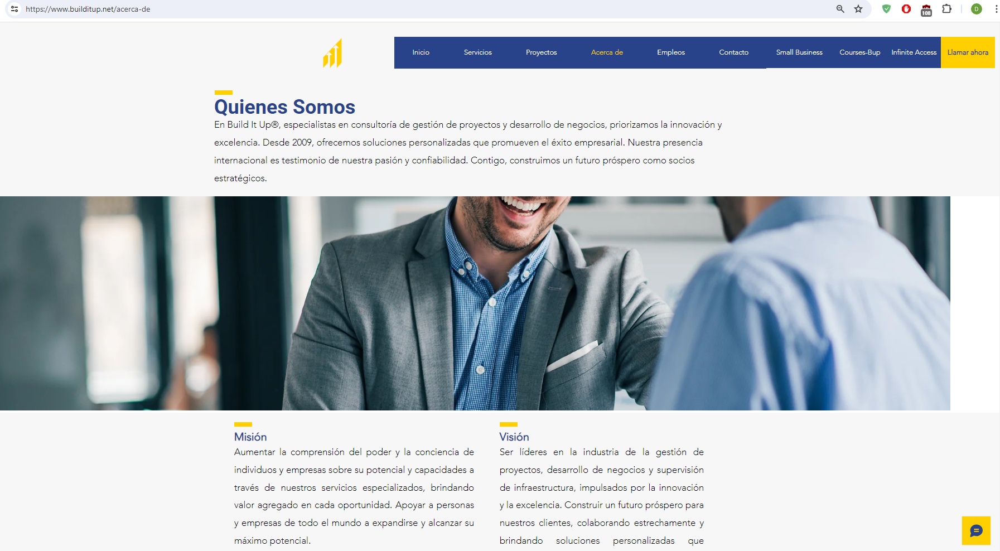 https://www.builditup.net/acerca-de
108
D
Inicio
Servicios
Proyectos
Acerca de
Empleos
Contacto
Small Business
Courses-Bup
Infinite Access
Llamar ahora
Quienes Somos
En Build It Up®, especialistas en consultoría de gestión de proyectos y desarrollo de negocios, priorizamos la innovación y
excelencia. Desde 2009, ofrecemos soluciones personalizadas que promueven el éxito empresarial. Nuestra presencia
internacional es testimonio de nuestra pasión y confiabilidad. Contigo, construimos un futuro próspero como socios
estratégicos.
Misión
Aumentar la comprensión del poder y la conciencia de
individuos y empresas sobre su potencial y capacidades a
través de nuestros servicios especializados, brindando
valor agregado en cada oportunidad. Apoyar a personas
y empresas de todo el mundo a expandirse y alcanzar su
máximo potencial.
Visión
Ser líderes en la industria de la gestión de
proyectos, desarrollo de negocios y supervisión
de infraestructura, impulsados por la innovación
y la excelencia. Construir un futuro próspero para
nuestros clientes, colaborando estrechamente y
brindando soluciones personalizadas que